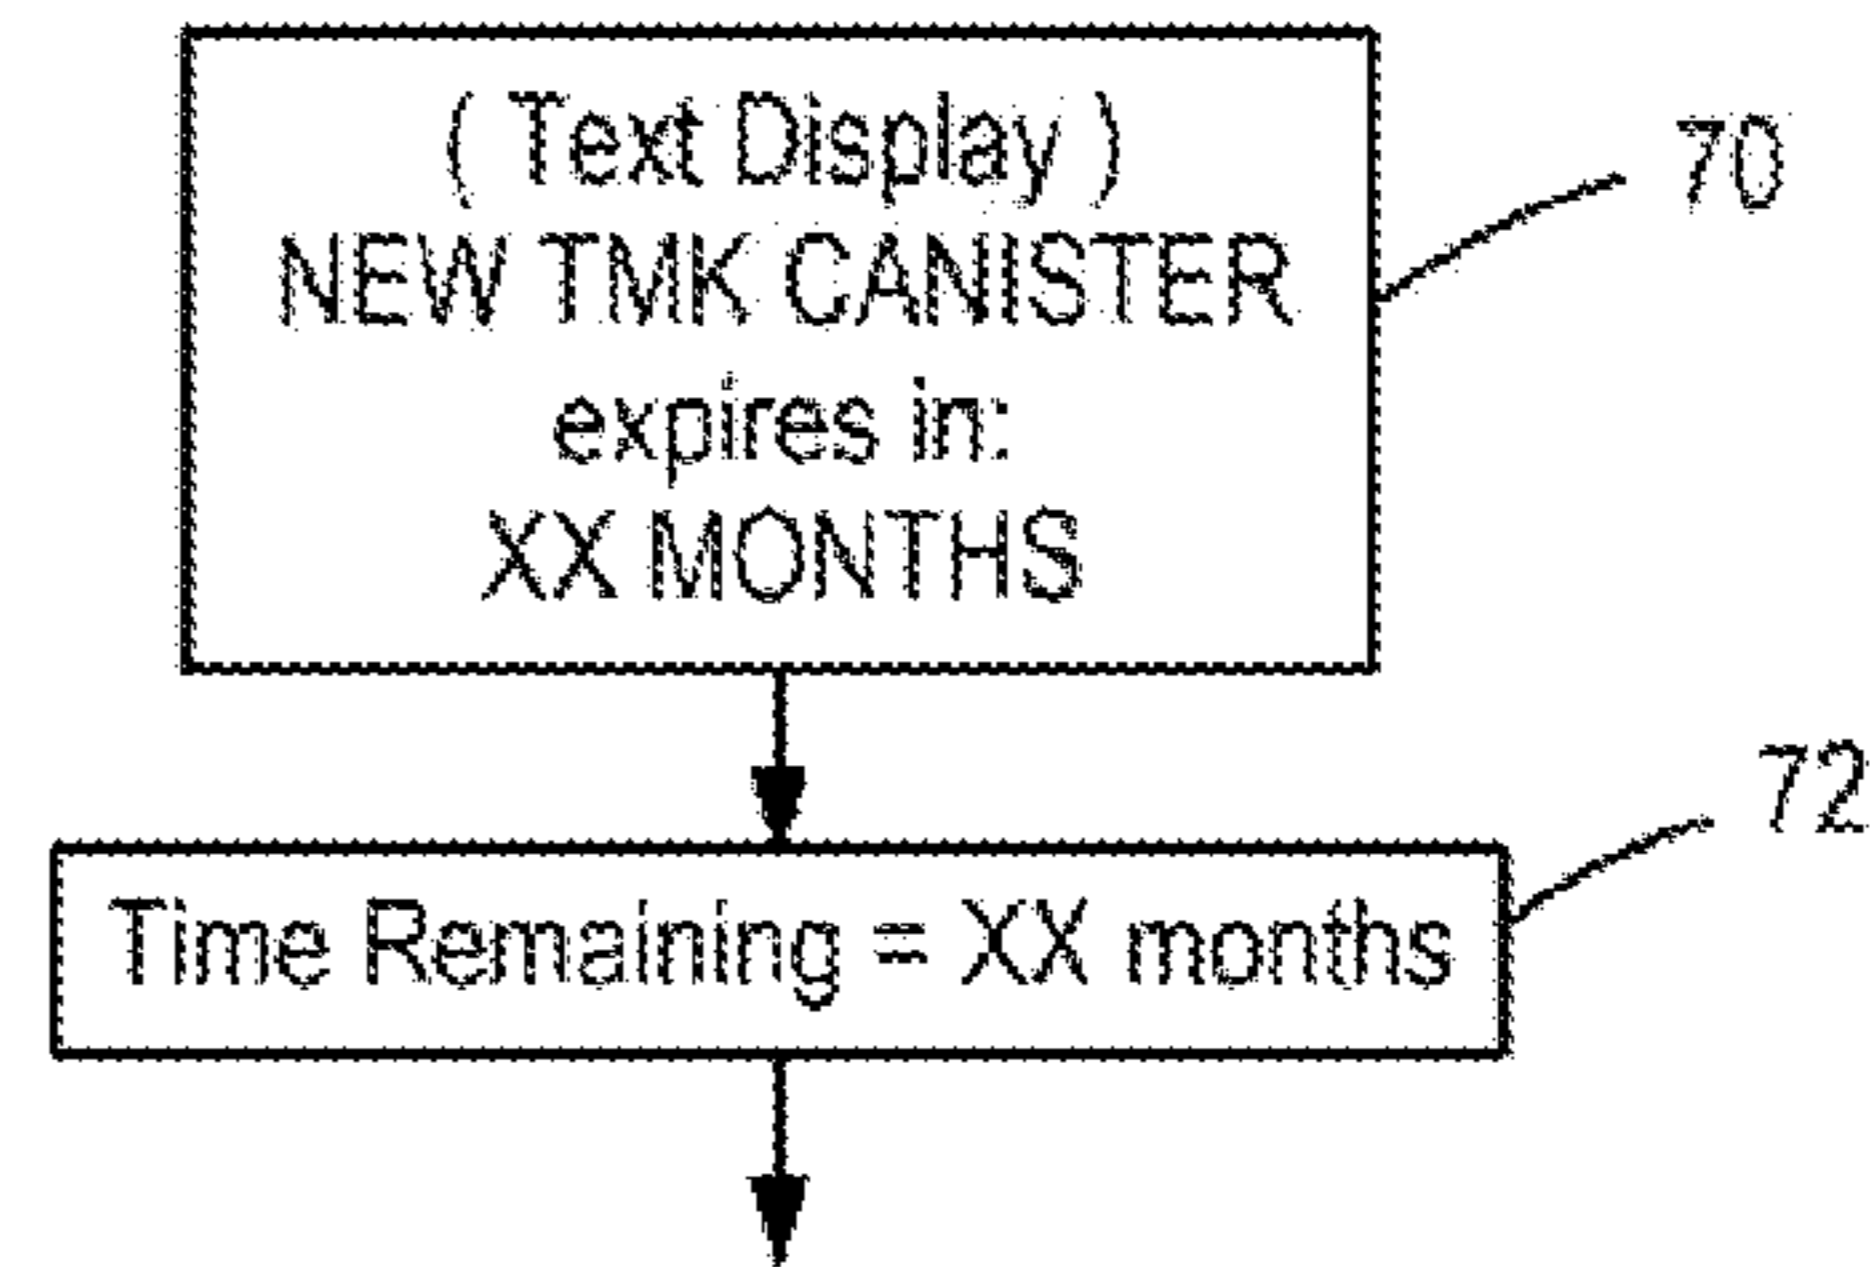 ( Text Display )
NEW TMK CANISTER
expires in:
XX MONTHS
70
72
Time Remaining = XX months